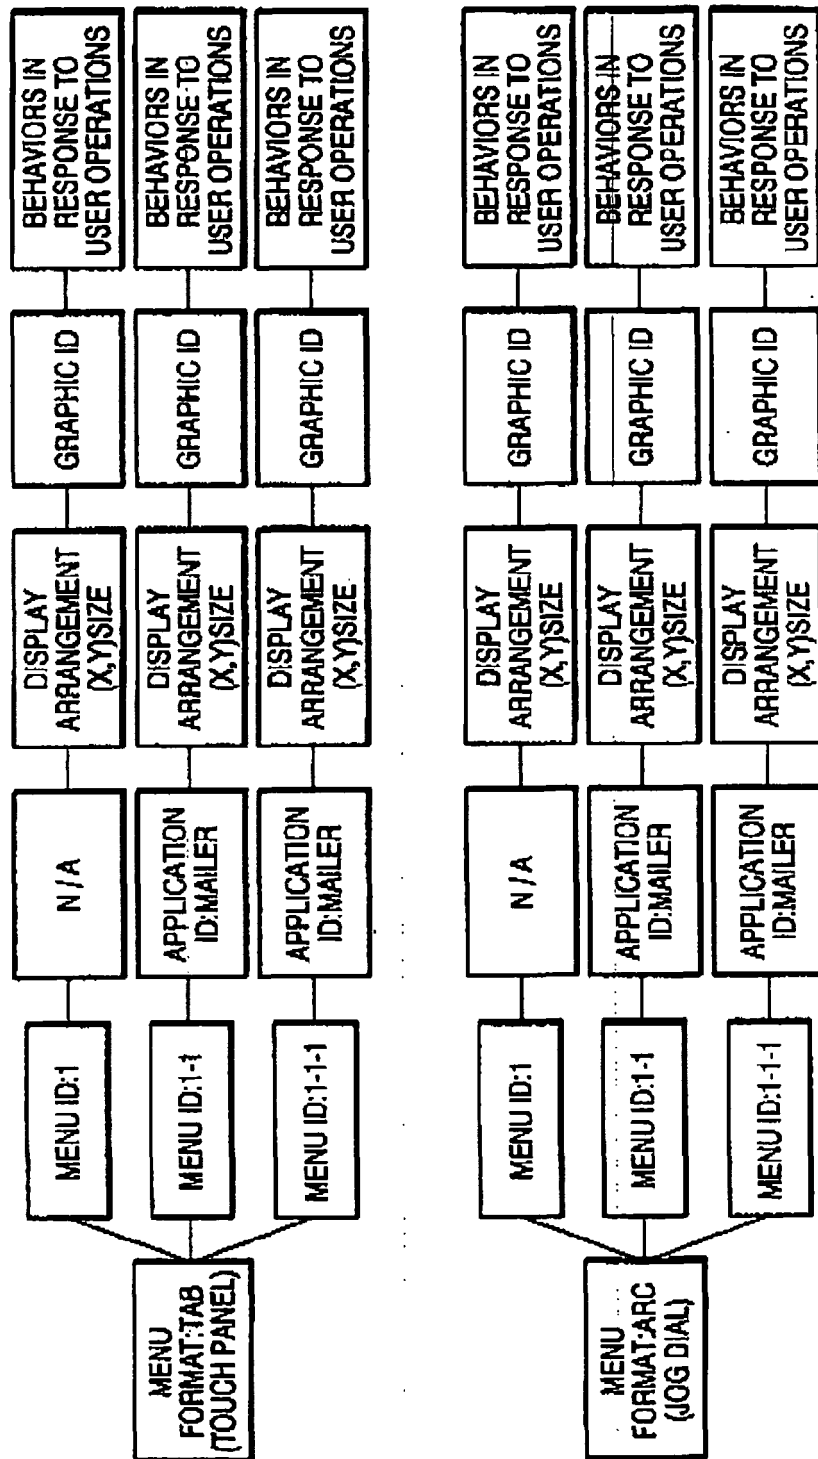 MENU
FORMAT:TAB
(TOUCH PANEL)
MENU ID:1
N/A
DISPLAY
ARRANGEMENT
(X,Y)SIZE
GRAPHIC ID
BEHAVIORS IN
RESPONSE TO
USER OPERATIONS
MENU ID:1-1
APPLICATION
ID:MAILER
DISPLAY
ARRANGEMENT
(X,Y)SIZE
GRAPHIC ID
BEHAVIORS IN
RESPONSE TO
USER OPERATIONS
MENU ID:1-1-1
APPLICATION
ID:MAILER
DISPLAY
ARRANGEMENT
(X,Y)SIZE
GRAPHIC ID
BEHAVIORS IN
RESPONSE TO
USER OPERATIONS
MENU
FORMAT:ARC
(JOG DIAL)
MENU ID:1
N/A
DISPLAY
ARRANGEMENT
(X,Y)SIZE
GRAPHIC ID
BEHAVIORS IN
RESPONSE TO
USER OPERATIONS
MENU ID:1-1
APPLICATION
ID:MAILER
DISPLAY
ARRANGEMENT
(X,Y)SIZE
GRAPHIC ID
BEHAVIORS IN
RESPONSE TO
USER OPERATIONS
MENU ID:1-1-1
APPLICATION
ID:MAILER
DISPLAY
ARRANGEMENT
(X,Y)SIZE
GRAPHIC ID
BEHAVIORS IN
RESPONSE TO
USER OPERATIONS